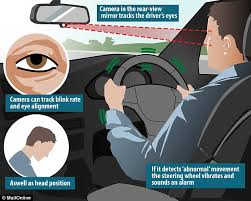 Camera in the rear-view
mirror tracks the driver's eyes
Camera can track blink rate
and eye alignment
Aswell as head position
If it detects 'abnormal' movement
the steering wheel vibrates and
sounds an alarm
© MailOnline